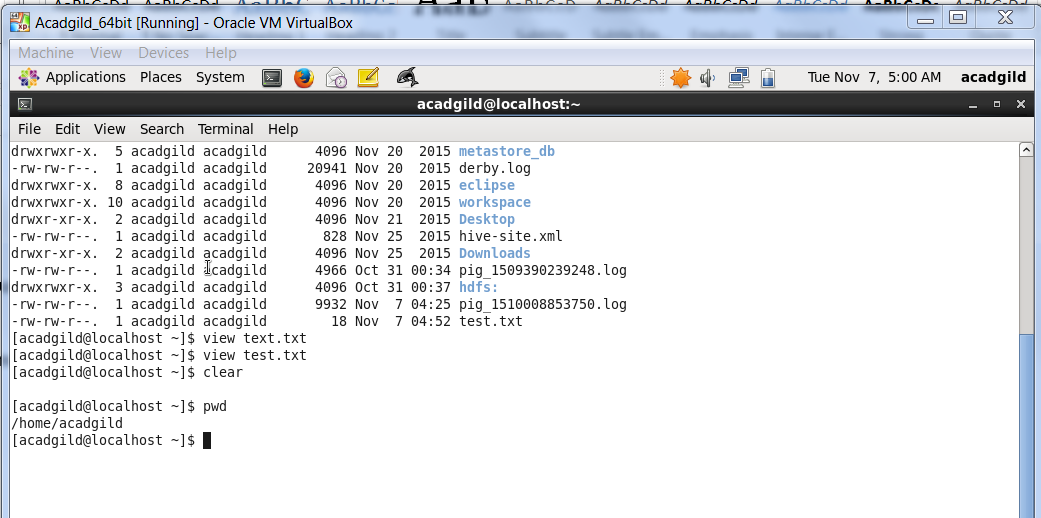 Acadgild_64bit [Running] - Oracle VM VirtualBox
Machine View Devices Help
Applications Places System Tue Nov 7, 5:00 AM acadgild
acadgild@localhost:~
File Edit View Search Terminal Help
drwxrwxr-x. 5 acadgild acadgild 4096 Nov 20 2015 metastore_db
-rw-rw-r--. 1 acadgild acadgild 20941 Nov 20 2015 derby.log
drwxrwxr-x. 8 acadgild acadgild 4096 Nov 20 2015 eclipse
drwxrwxr-x. 10 acadgild acadgild 4096 Nov 20 2015 workspace
drwxr-xr-x. 2 acadgild acadgild 4096 Nov 21 2015 Desktop
-rw-rw-r--. 1 acadgild acadgild 828 Nov 25 2015 hive-site.xml
drwxr-xr-x. 2 acadgild acadgild 4096 Nov 25 2015 Downloads
-rw-rw-r--. 1 acadgild acadgild 4966 Oct 31 00:34 pig_1509390239248.log
drwxrwxr-x. 3 acadgild acadgild 4096 Oct 31 00:37 hdfs:
-rw-rw-r--. 1 acadgild acadgild 9932 Nov 7 04:25 pig_1510008853750.log
-rw-rw-r--. 1 acadgild acadgild 18 Nov 7 04:52 test.txt
[acadgild@localhost ~]$ view text.txt
[acadgild@localhost ~]$ view test.txt
[acadgild@localhost ~]$ clear
[acadgild@localhost ~]$ pwd
/home/acadgild
[acadgild@localhost ~]$